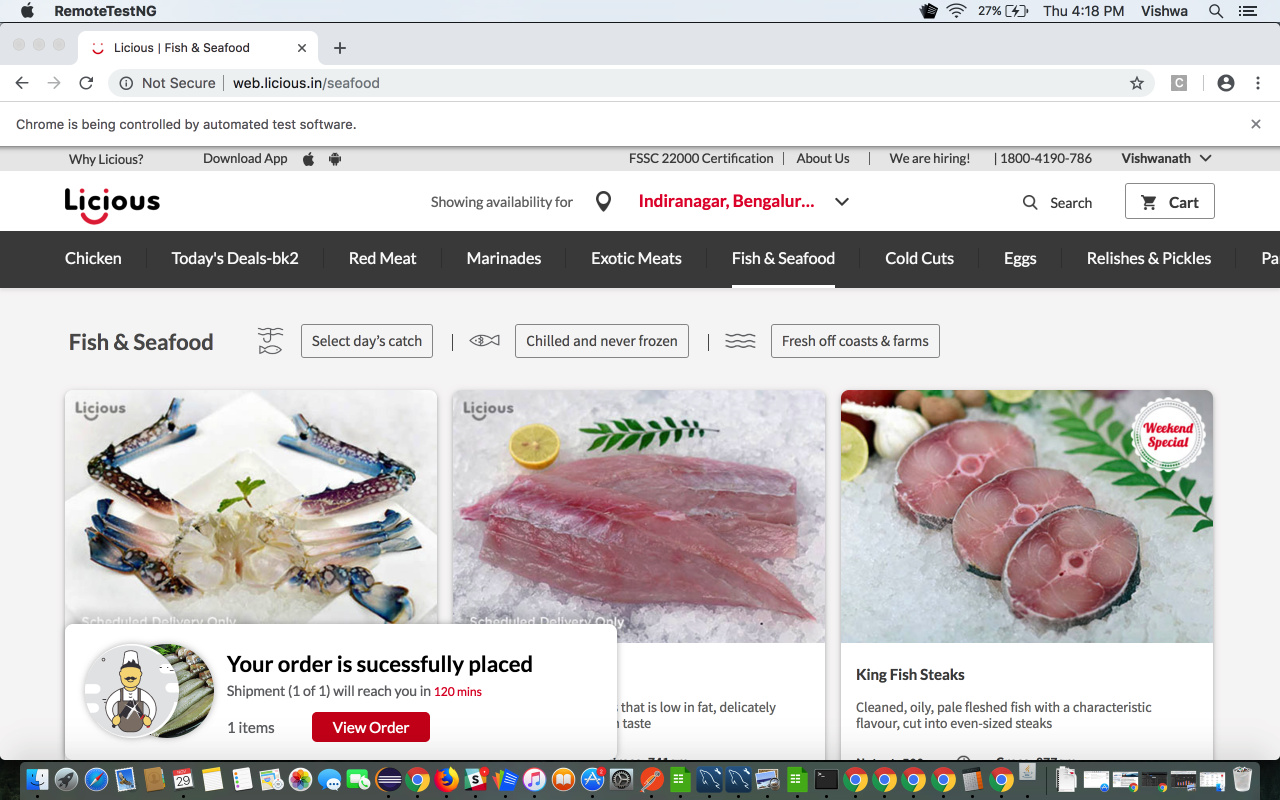 RemoteTestNG
27%
Thu 4:18 PM
Vishwa
Licious | Fish & Seafood
Not Secure
web.licious.in/seafood
C
Chrome is being controlled by automated test software.
Why Licious?
Download App
FSSC 22000 Certification | About Us | We are hiring! | 1800-4190-786
Vishwanath
Licious
Showing availability for
Indiranagar, Bengalur...
Search
Cart
Chicken
Today's Deals-bk2
Red Meat
Marinades
Exotic Meats
Fish & Seafood
Cold Cuts
Eggs
Relishes & Pickles
Pa
Fish & Seafood
Select day's catch
Chilled and never frozen
Fresh off coasts & farms
Licious
Scheduled Delivery Only
Licious
Scheduled Delivery Only
Weekend
Special
Your order is sucessfully placed
Shipment (1 of 1) will reach you in 120 mins
1 items
View Order
that is low in fat, delicately
taste
King Fish Steaks
Cleaned, oily, pale fleshed fish with a characteristic
flavour, cut into even-sized steaks
29